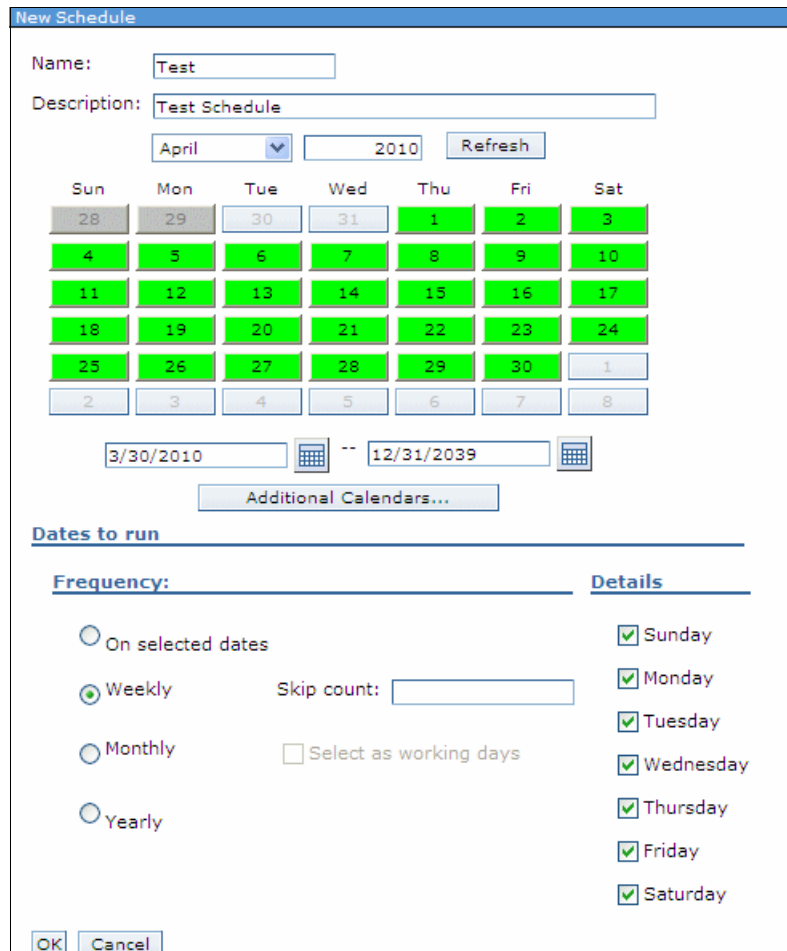 New Schedule
Name: Test
Description: Test Schedule
April 2010 Refresh
Sun Mon Tue Wed Thu Fri Sat
28 29 30 31 1 2 3
4 5 6 7 8 9 10
11 12 13 14 15 16 17
18 19 20 21 22 23 24
25 26 27 28 29 30 1
2 3 4 5 6 7 8
3/30/2010 -- 12/31/2039
Additional Calendars...
Dates to run
Frequency: Details
On selected dates Sunday
Weekly Skip count: Monday
Tuesday
Monthly Select as working days Wednesday
Thursday
Yearly
Friday
Saturday
OK Cancel